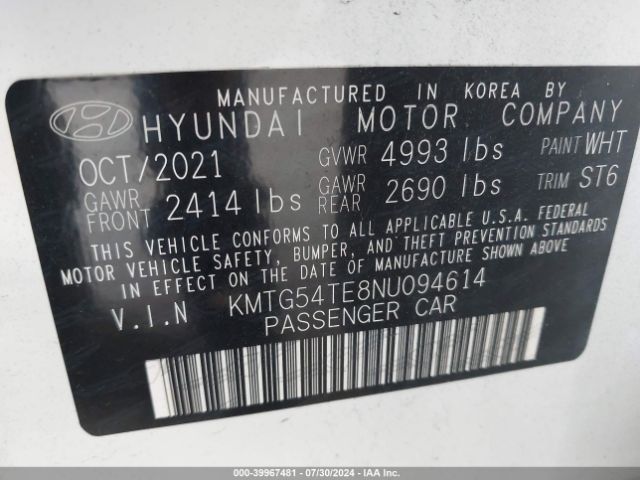 MANUFACTURED IN KOREA BY
HYUNDAI MOTOR COMPANY
OCT/2021 GVWR 4993 lbs PAINT WHT
GAWR FRONT 2414 lbs GAWR REAR 2690 lbs TRIM ST6
THIS VEHICLE CONFORMS TO ALL APPLICABLE U.S.A. FEDERAL
MOTOR VEHICLE SAFETY, BUMPER, AND THEFT PREVENTION STANDARDS
IN EFFECT ON THE DATE OF MANUFACTURE SHOWN ABOVE
V.I.N KMTG54TE8NU094614
PASSENGER CAR
000-39967481 - 07/30/2024 - IAAI.COM